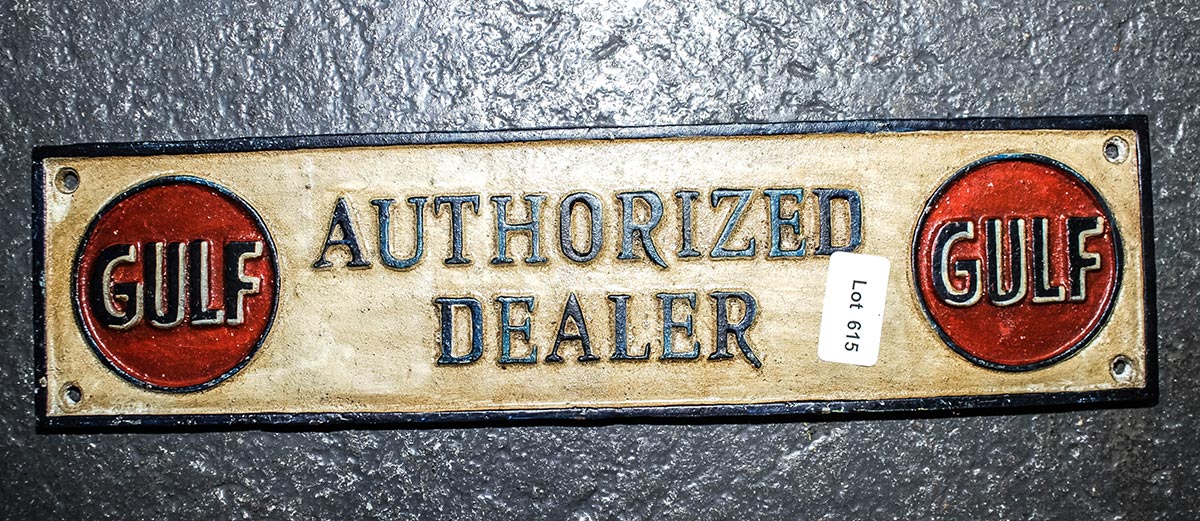 GULF
AUTHORIZED
DEALER
GULF
Lot 615